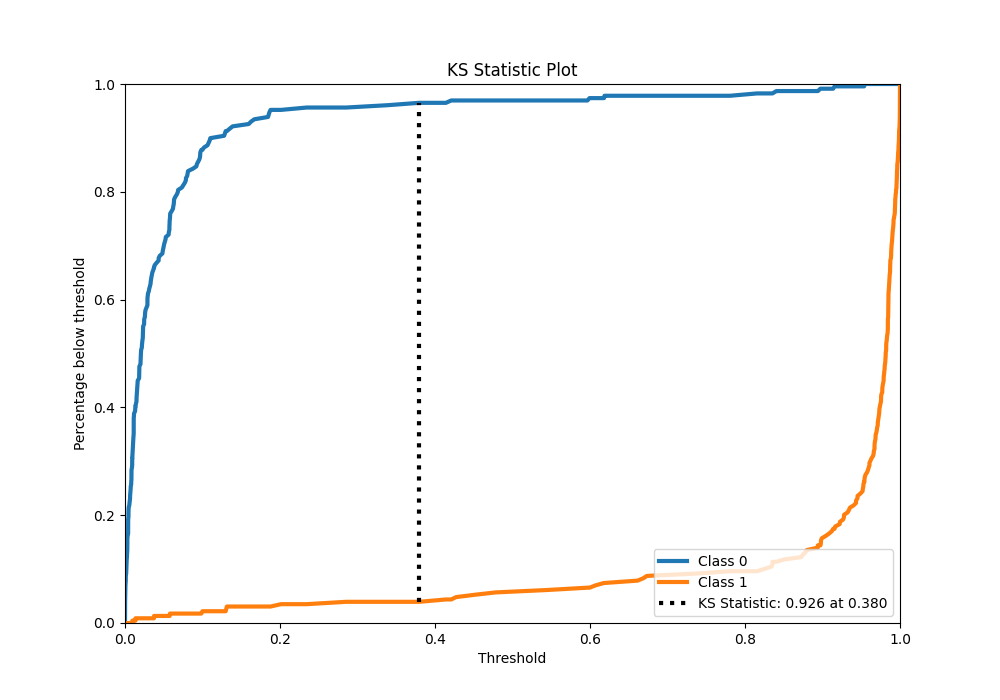 KS Statistic Plot
Percentage below threshold
1.0
0.8
0.6
0.4
0.2
0.0
0.0 0.2 0.4 0.6 0.8 1.0
Threshold
Class 0
Class 1
KS Statistic: 0.926 at 0.380